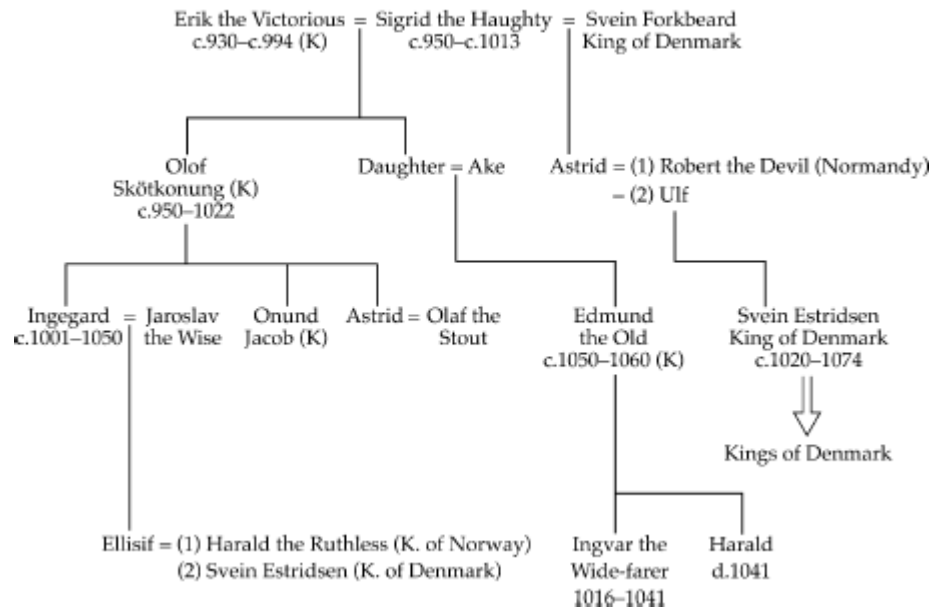 Erik the Victorious = Sigrid the Haughty = Svein Forkbeard
c.930–c.994 (K) c.950–c.1013 King of Denmark
Olof
Skötkonung (K)
c.950–1022
Daughter = Ake
Astrid = (1) Robert the Devil (Normandy)
– (2) Ulf
Ingegard = Jaroslav
c.1001–1050 the Wise
Onund
Jacob (K)
Astrid = Olaf the
Stout
Edmund
the Old
c.1050–1060 (K)
Svein Estridsen
King of Denmark
c.1020–1074
Kings of Denmark
Ellisif = (1) Harald the Ruthless (K. of Norway)
(2) Svein Estridsen (K. of Denmark)
Ingvar the
Wide-farer
1016–1041
Harald
d.1041